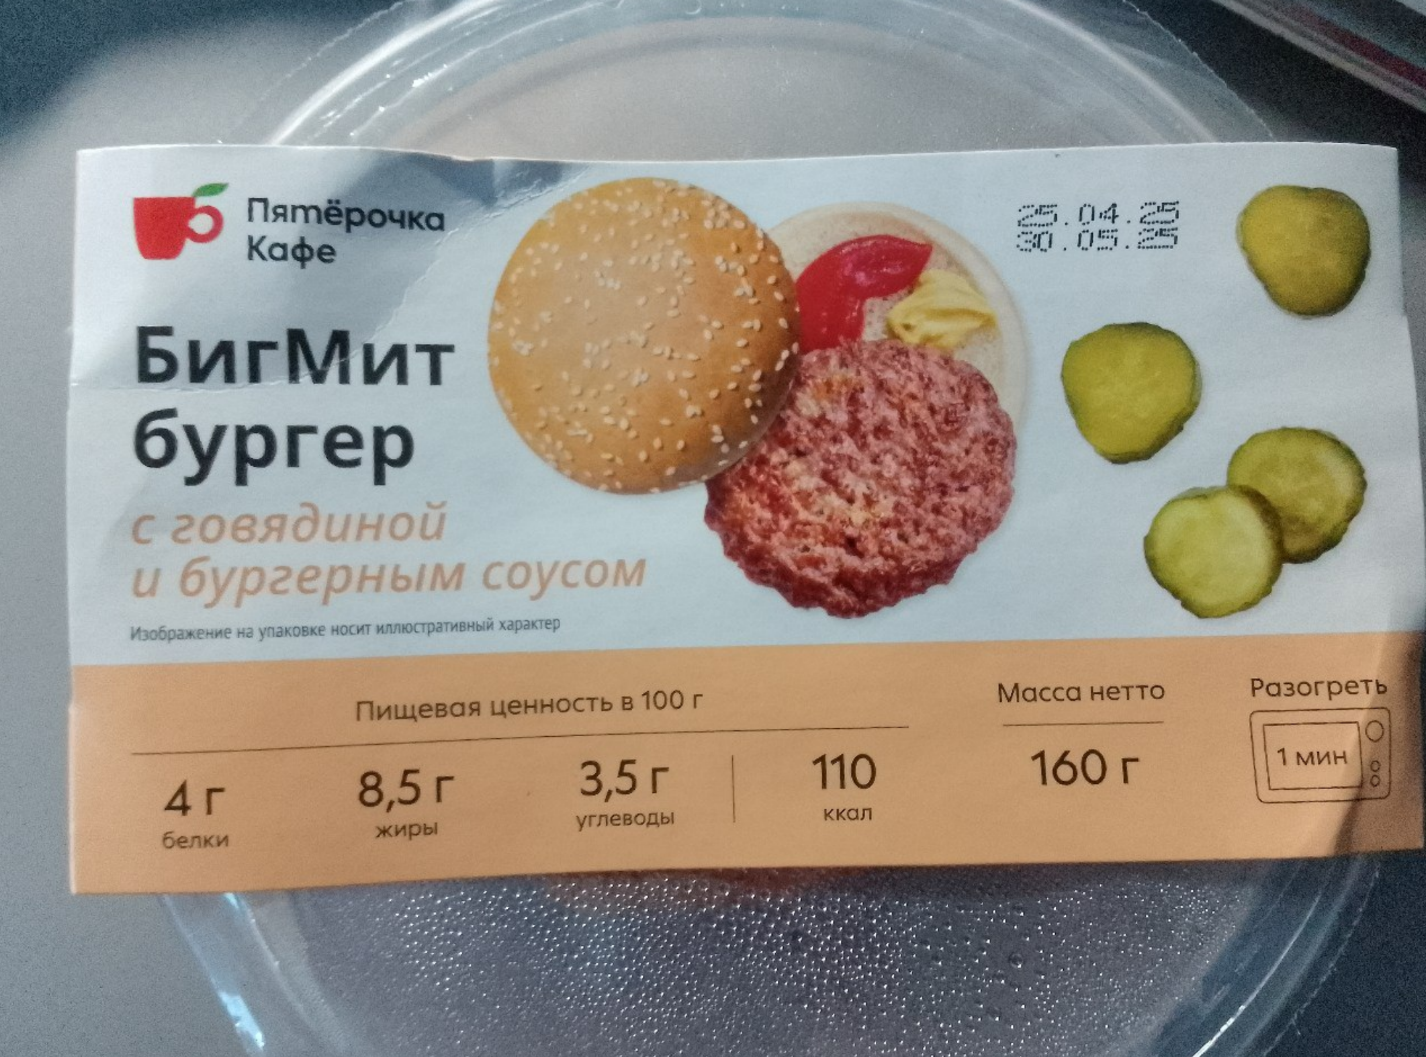 Пятёрочка
Кафе
25.04.25
30.05.25
БигМит
бургер
с говядиной
и бургерным соусом
Изображение на упаковке носит иллюстративный характер
Пищевая ценность в 100 г
4 г
белки
8,5 г
жиры
3,5 г
углеводы
110
ккал
Масса нетто
160 г
Разогреть
1 мин